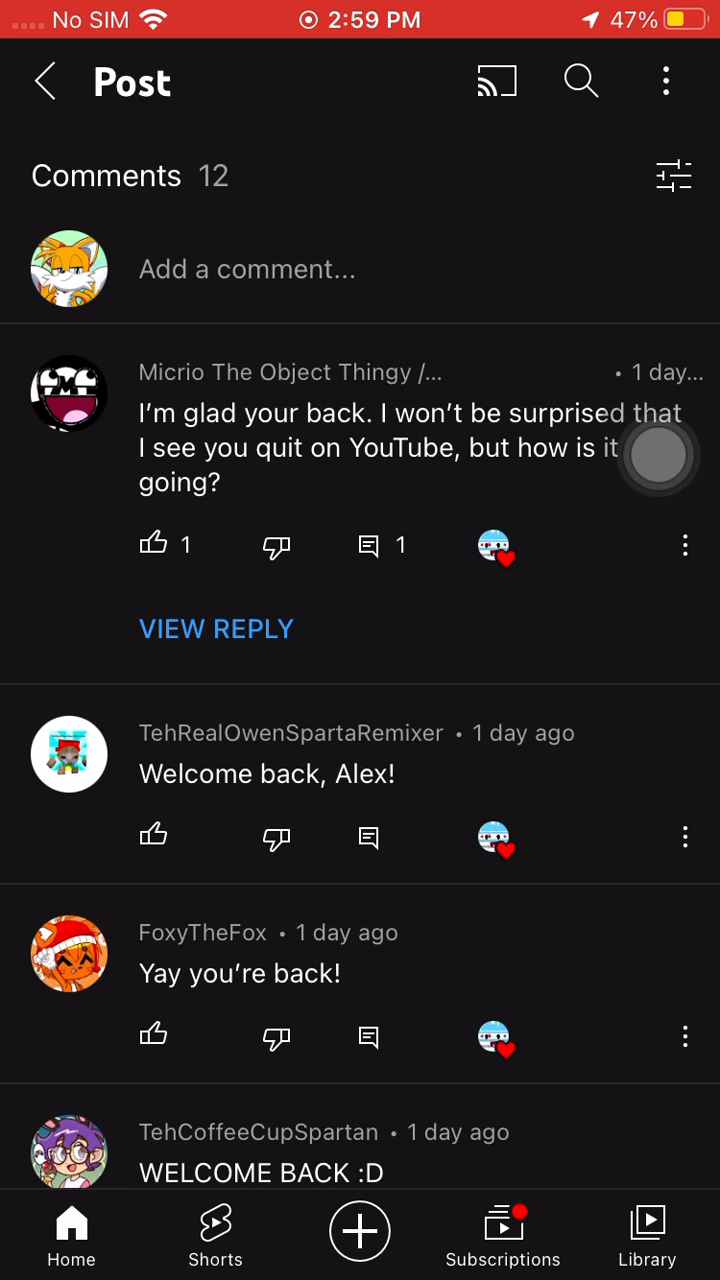 No SIM 2:59 PM 47%
Post
Comments 12
Add a comment...
Micrio The Object Thingy /... • 1 day...
I’m glad your back. I won’t be surprised that
I see you quit on YouTube, but how is it
going?
1 1
VIEW REPLY
TehRealOwenSpartaRemixer • 1 day ago
Welcome back, Alex!
FoxyTheFox • 1 day ago
Yay you’re back!
TehCoffeeCupSpartan • 1 day ago
WELCOME BACK :D
Home Shorts Subscriptions Library